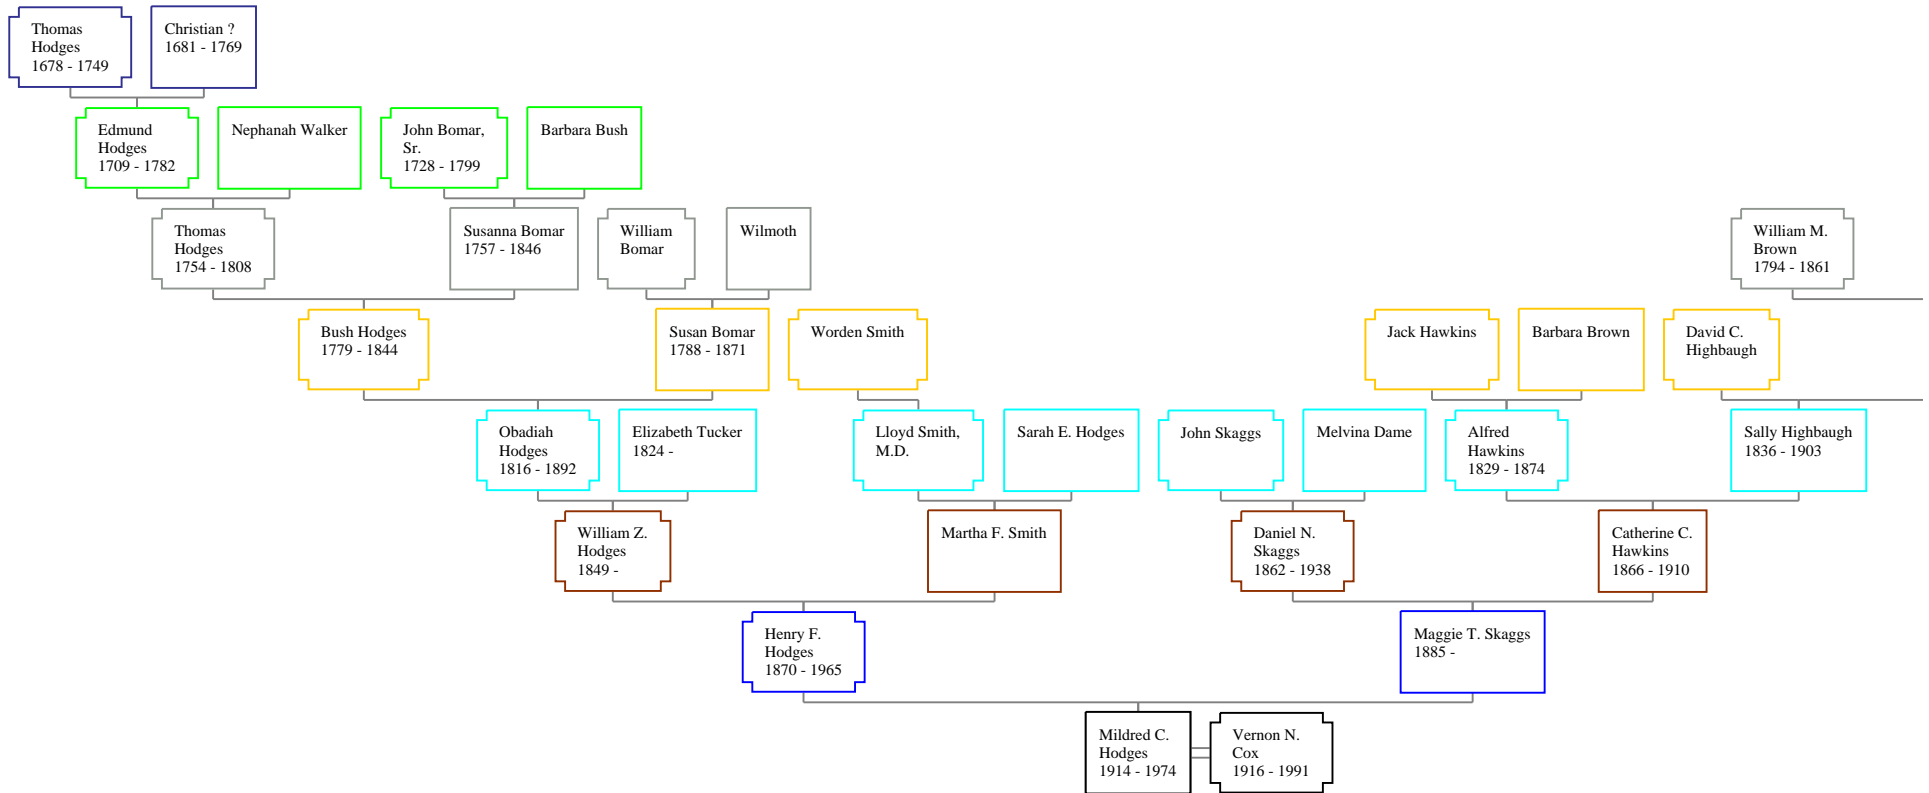 Thomas
Hodges
1678 - 1749
Christian ?
1681 - 1769
Edmund
Hodges
1709 - 1782
Nephanah Walker
John Bomar,
Sr.
1728 - 1799
Barbara Bush
Thomas
Hodges
1754 - 1808
Susanna Bomar
1757 - 1846
William
Bomar
Wilmoth
William M.
Brown
1794 - 1861
Bush Hodges
1779 - 1844
Susan Bomar
1788 - 1871
Worden Smith
Jack Hawkins
Barbara Brown
David C.
Highbaugh
Obadiah
Hodges
1816 - 1892
Elizabeth Tucker
1824 -
Lloyd Smith,
M.D.
Sarah E. Hodges
John Skaggs
Melvina Dame
Alfred
Hawkins
1829 - 1874
Sally Highbaugh
1836 - 1903
William Z.
Hodges
1849 -
Martha F. Smith
Daniel N.
Skaggs
1862 - 1938
Catherine C.
Hawkins
1866 - 1910
Henry F.
Hodges
1870 - 1965
Maggie T. Skaggs
1885 -
Mildred C.
Hodges
1914 - 1974
Vernon N.
Cox
1916 - 1991